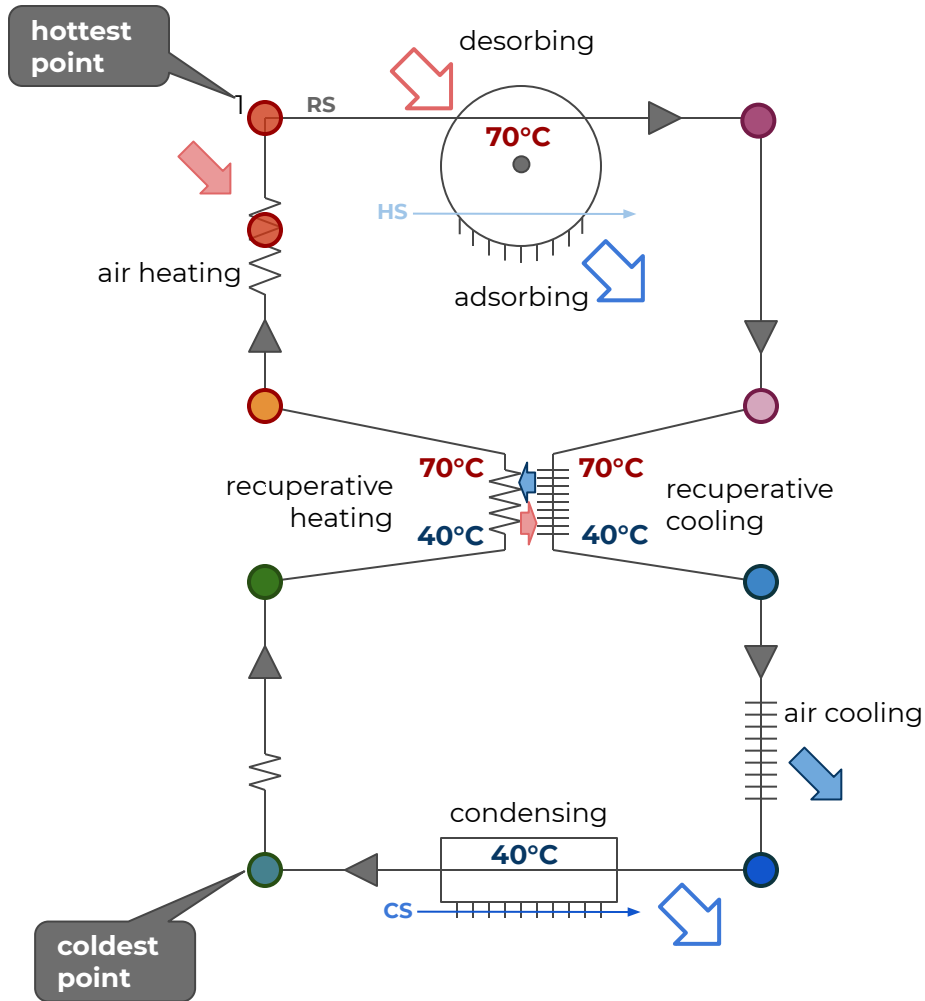 hottest
point
desorbing
RS
70°C
HS
air heating
adsorbing
70°C
70°C
recuperative
heating
recuperative
cooling
40°C
40°C
air cooling
condensing
40°C
CS
coldest
point